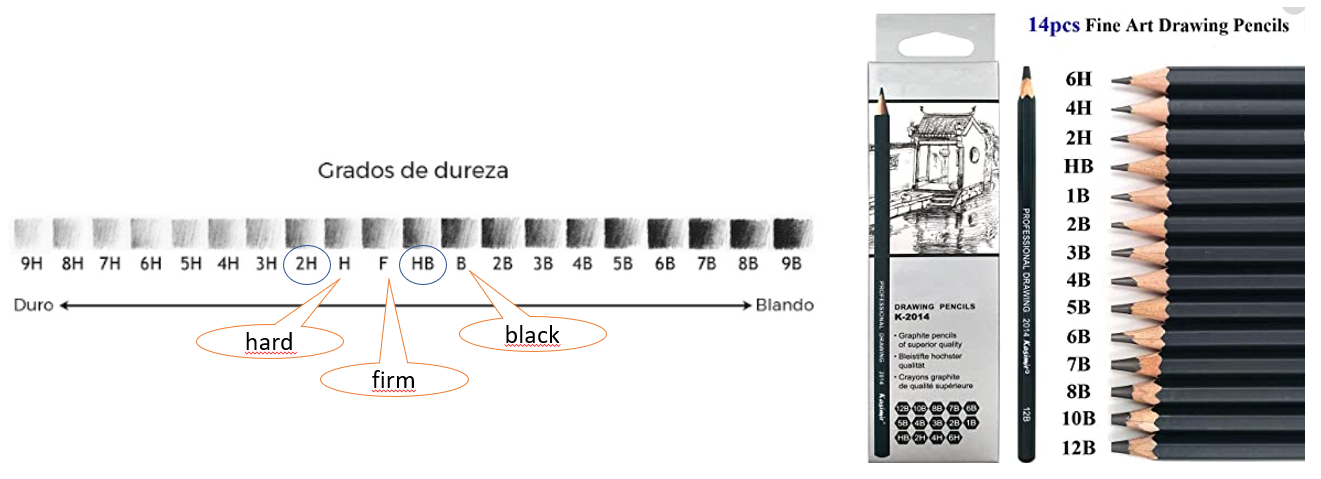 Grados de dureza
9H 8H 7H 6H 5H 4H 3H 2H H F HB B 2B 3B 4B 5B 6B 7B 8B 9B
Duro Blando
hard
firm
black
14pcs Fine Art Drawing Pencils
PROFESSIONAL DRAWING 2014 Kasimir
DRAWING PENCILS
K-2014
• Graphite pencils
of superior quality
• Bleistifte hochster
qualitat
• Crayons graphite
de qualité supérieure
12B 10B 8B 7B 6B
5B 4B 3B 2B 1B
HB 2H 4H 6H
PROFESSIONAL DRAWING 2014 Kasimir 12B
6H
4H
2H
HB
1B
2B
3B
4B
5B
6B
7B
8B
10B
12B